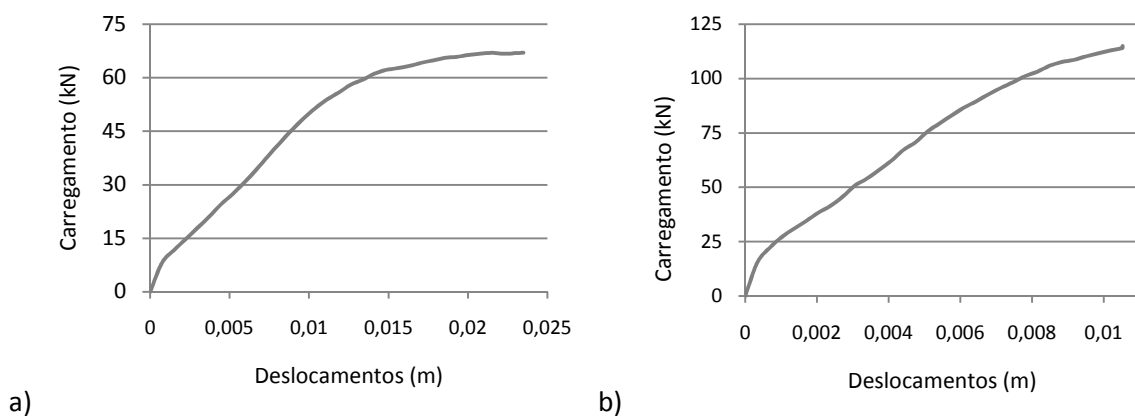 Carregamento (kN)
75
60
45
30
15
0
0 0,005 0,01 0,015 0,02 0,025
Deslocamentos (m)
a)
Carregamento (kN)
125
100
75
50
25
0
0 0,002 0,004 0,006 0,008 0,01
Deslocamentos (m)
b)